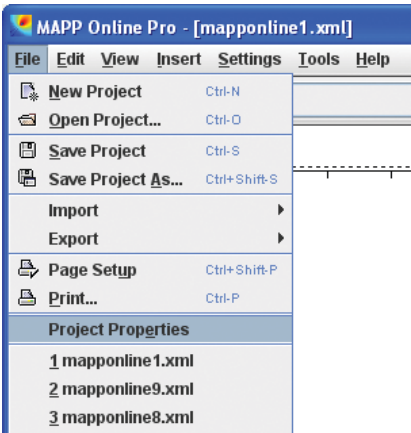 MAPP Online Pro - [mapponline1.xml]
File Edit View Insert Settings Tools Help
New Project Ctrl-N
Open Project... Ctrl-O
Save Project Ctrl-S
Save Project As... Ctrl+Shift-S
Import
Export
Page Setup Ctrl+Shift-P
Print... Ctrl-P
Project Properties
1 mapponline1.xml
2 mapponline9.xml
3 mapponline8.xml